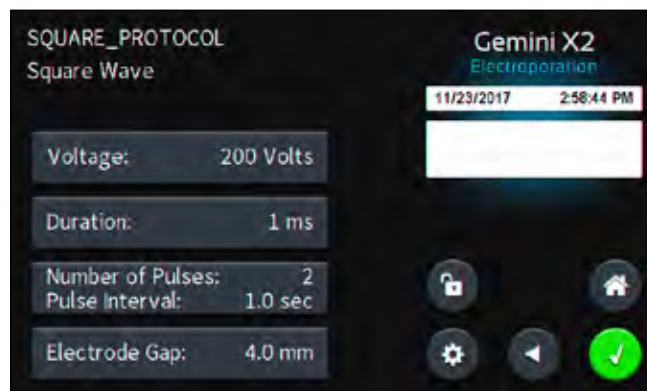 SQUARE_PROTOCOL
Square Wave
Gemini X2
Electroporation
11/23/2017 2:58:44 PM
Voltage: 200 Volts
Duration: 1 ms
Number of Pulses: 2
Pulse Interval: 1.0 sec
Electrode Gap: 4.0 mm